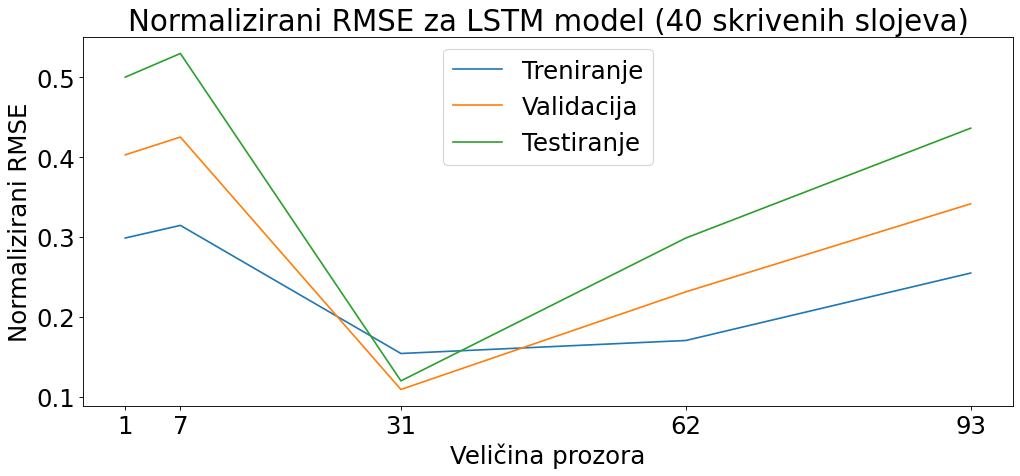 Normalizirani RMSE za LSTM model (40 skrivenih slojeva)
Treniranje
Validacija
Testiranje
Normalizirani RMSE
0.5
0.4
0.3
0.2
0.1
1 7 31 62 93
Veličina prozora